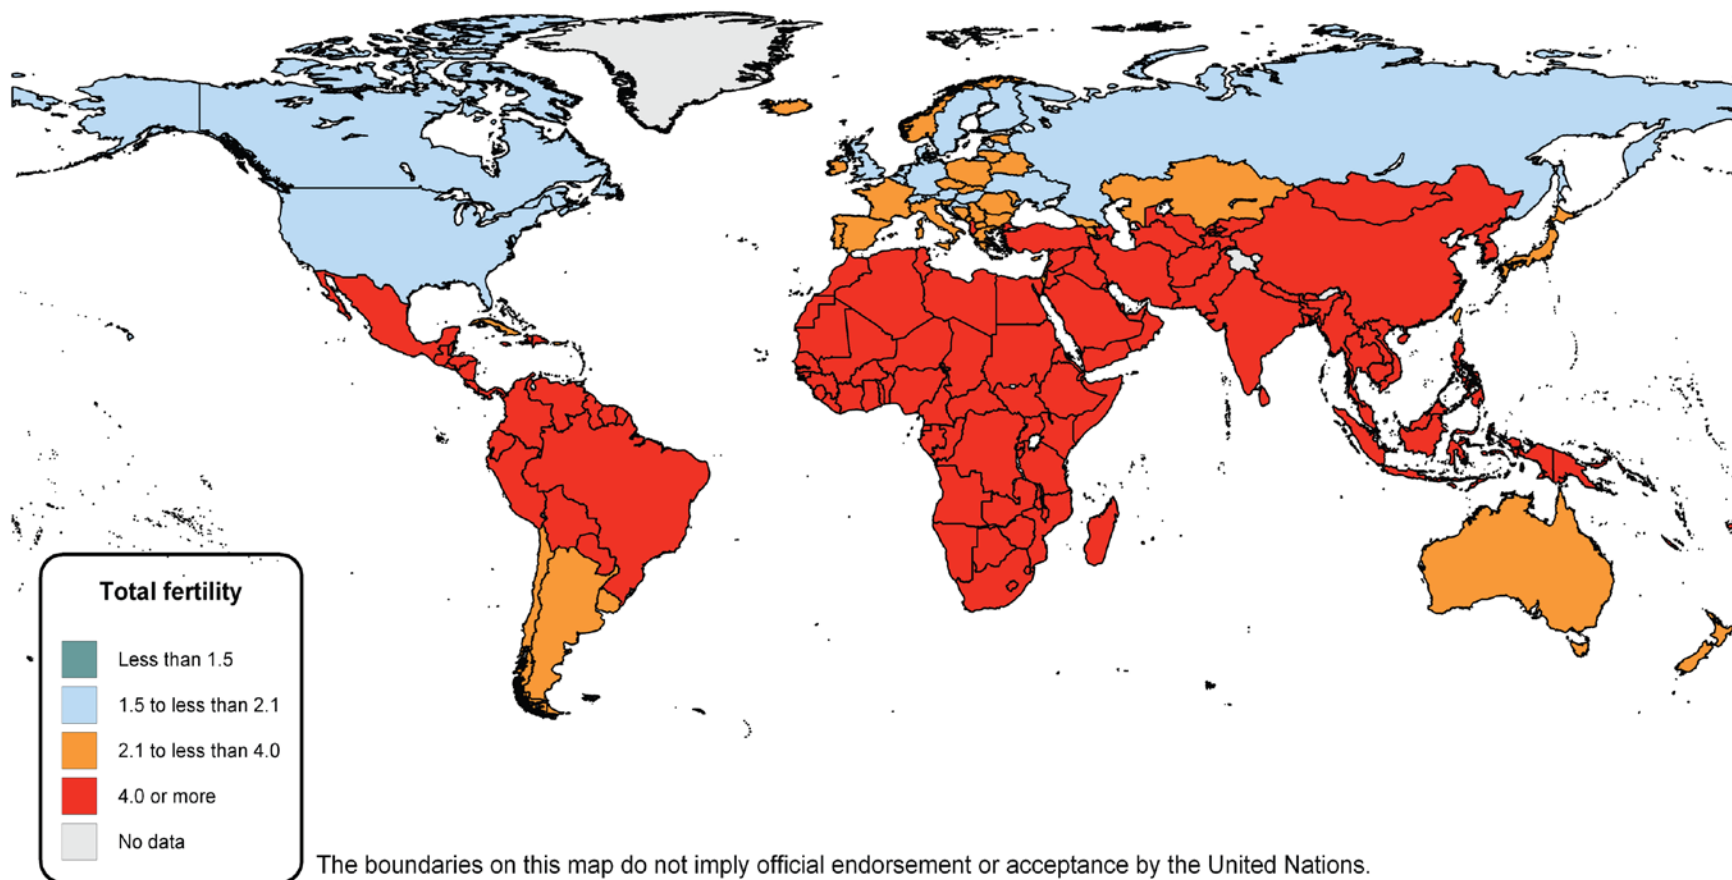 Total fertility
Less than 1.5
1.5 to less than 2.1
2.1 to less than 4.0
4.0 or more
No data
The boundaries on this map do not imply official endorsement or acceptance by the United Nations.